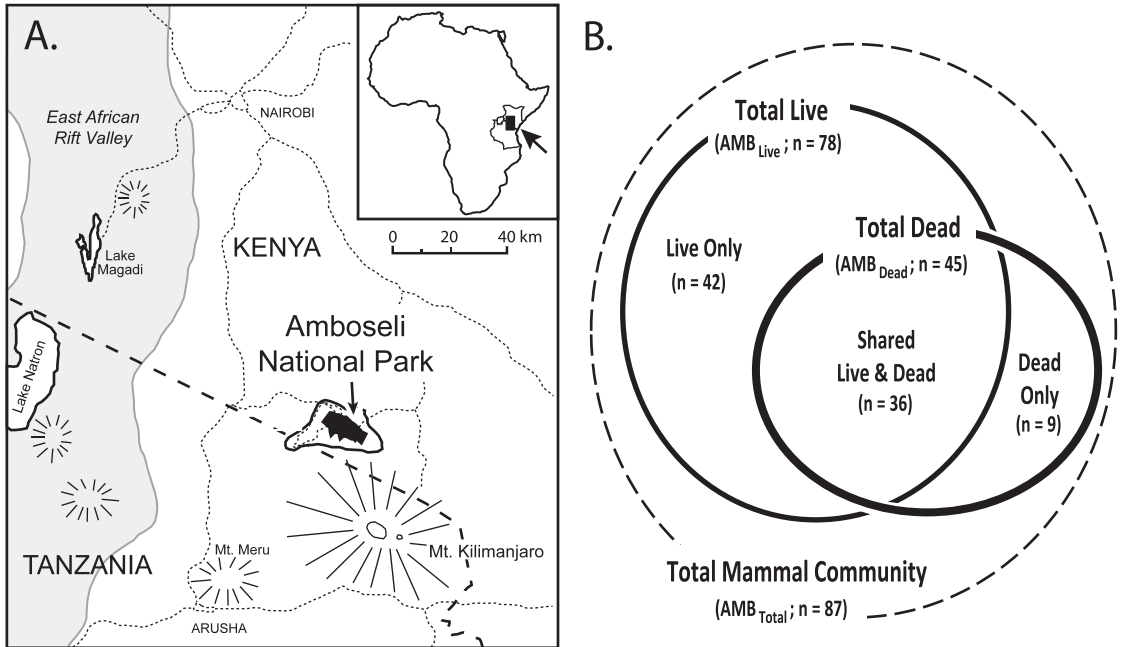 A.
East African
Rift Valley
NAIROBI
Lake
Magadi
KENYA
0 20 40 km
Amboseli
National Park
Lake Natron
TANZANIA
Mt. Meru
Mt. Kilimanjaro
ARUSHA
B.
Total Live
(AMB Live ; n = 78)
Total Dead
(AMB Dead ; n = 45)
Live Only
(n = 42)
Shared
Live & Dead
(n = 36)
Dead
Only
(n = 9)
Total Mammal Community
(AMB Total ; n = 87)